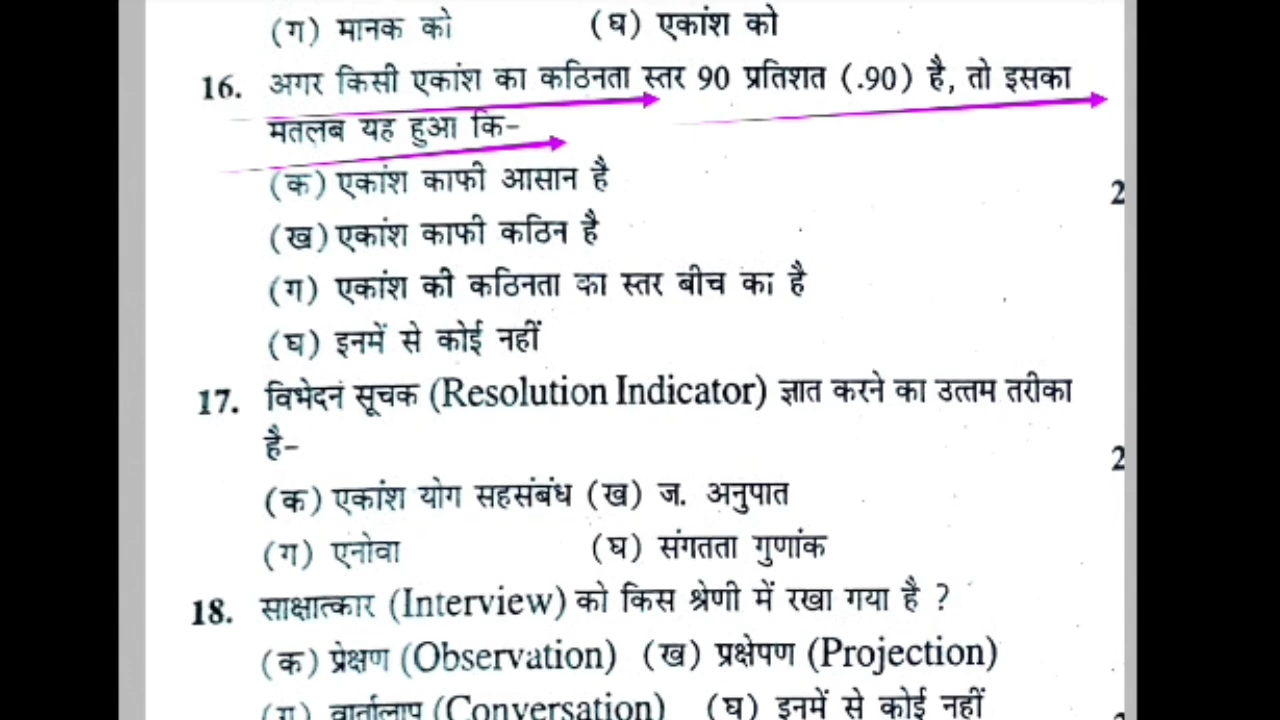 (ग) मानक को (घ) एकांश को
16. अगर किसी एकांश का कठिनता स्तर 90 प्रतिशत (.90) है, तो इसका
मतलब यह हुआ कि-
(क) एकांश काफी आसान है
2
(ख) एकांश काफी कठिन है
(ग) एकांश की कठिनता का स्तर बीच का है
(घ) इनमें से कोई नहीं
17. विभेदन सूचक (Resolution Indicator) ज्ञात करने का उत्तम तरीका
है-
2
(क) एकांश योग सहसंबंध (ख) ज. अनुपात
(ग) एनोवा (घ) संगतता गुणांक
18. साक्षात्कार (Interview) को किस श्रेणी में रखा गया है ?
(क) प्रेक्षण (Observation) (ख) प्रक्षेपण (Projection)
(ग) वार्तालाप (Conversation) (घ) इनमें से कोई नहीं